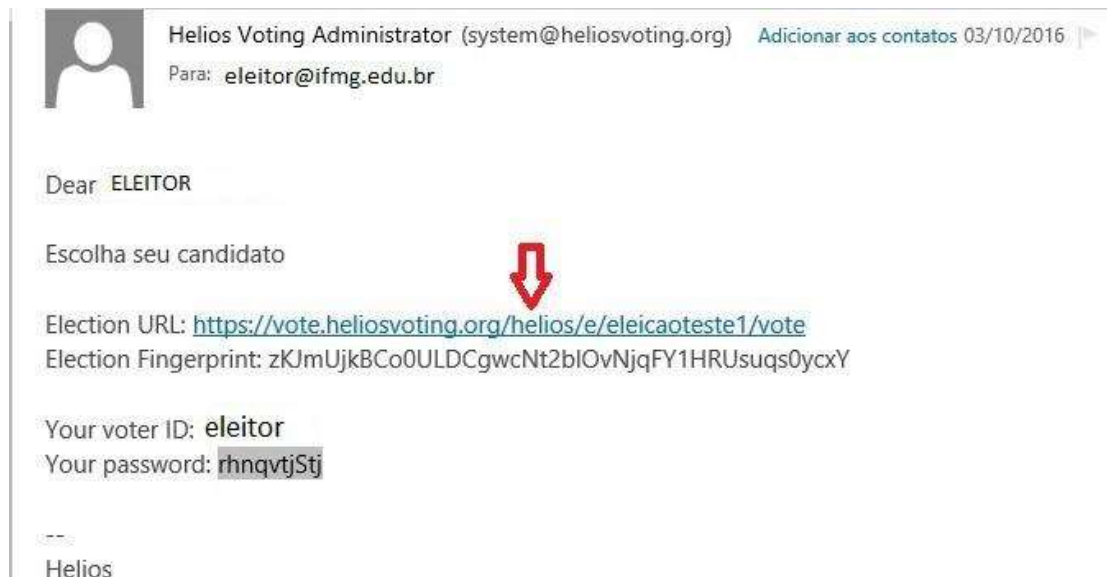 Helios Voting Administrator (system@heliosvoting.org) Adicionar aos contatos 03/10/2016
Para: eleitor@ifmg.edu.br
Dear ELEITOR
Escolha seu candidato
Election URL: https://vote.heliosvoting.org/helios/e/eleicaoteste1/vote
Election Fingerprint: zKJmUjkBCo0ULDCgwcNt2blOvNjqFY1HRUsuqs0ycxY
Your voter ID: eleitor
Your password: rhnqvtjStj
--
Helios